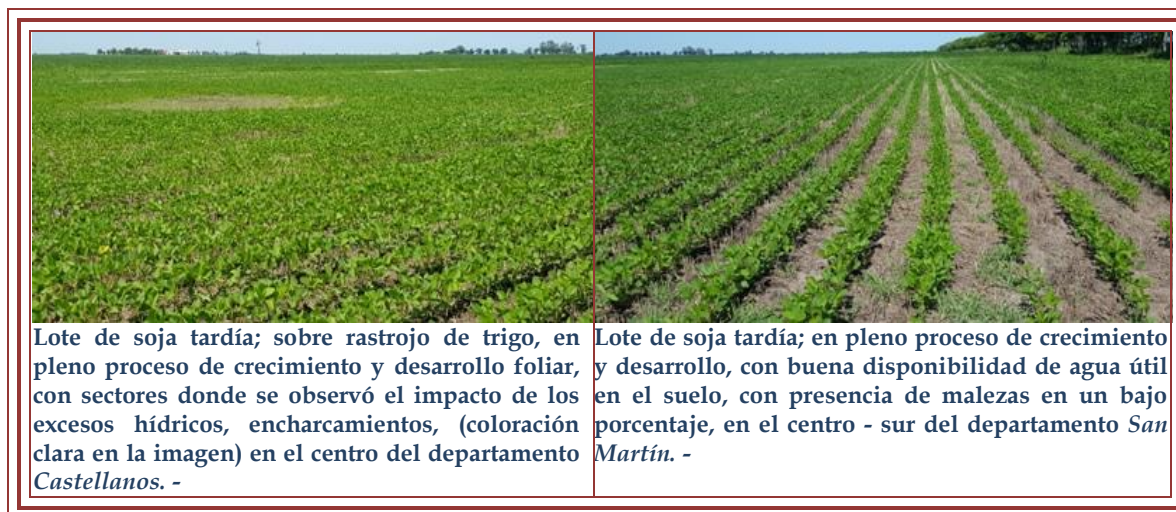 Lote de soja tardía; sobre rastrojo de trigo, en
pleno proceso de crecimiento y desarrollo foliar,
con sectores donde se observó el impacto de los
excesos hídricos, encharcamientos, (coloración
clara en la imagen) en el centro del departamento
Castellanos. -
Lote de soja tardía; en pleno proceso de crecimiento
y desarrollo, con buena disponibilidad de agua útil
en el suelo, con presencia de malezas en un bajo
porcentaje, en el centro - sur del departamento San
Martín. -